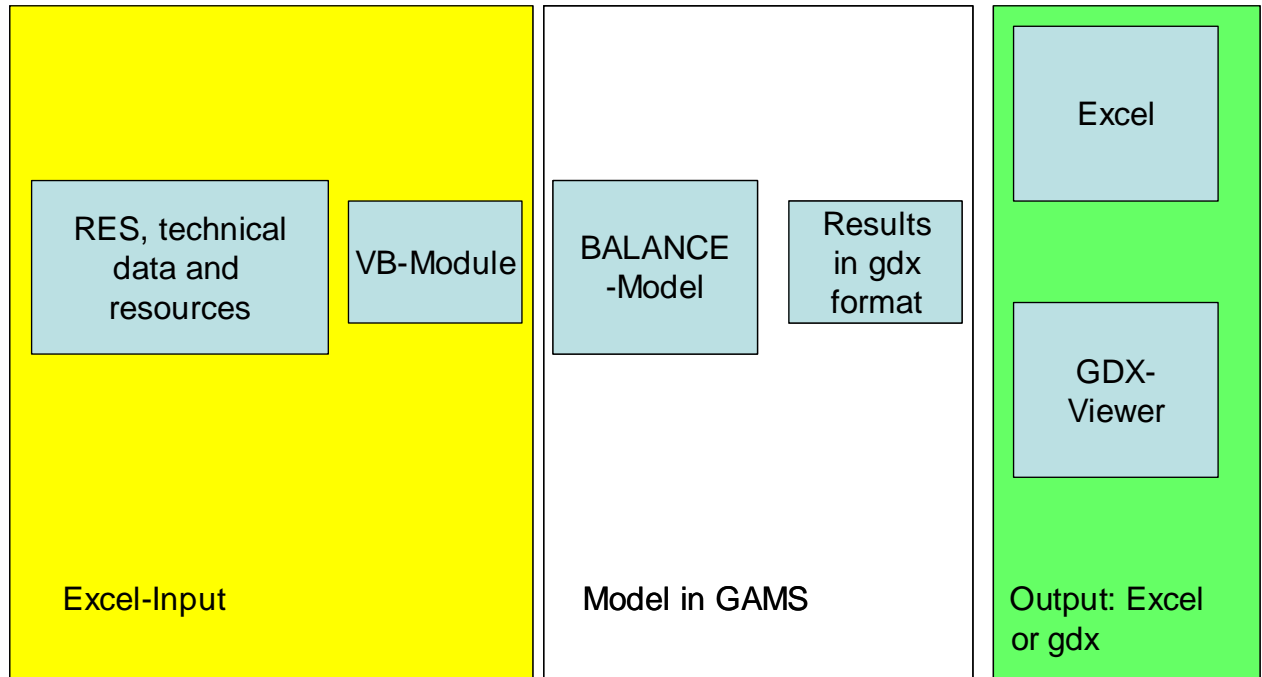 RES, technical
data and
resources
VB-Module
Excel-Input
BALANCE
-Model
Results
in gdx
format
Model in GAMS
Excel
GDX-
Viewer
Output: Excel
or gdx